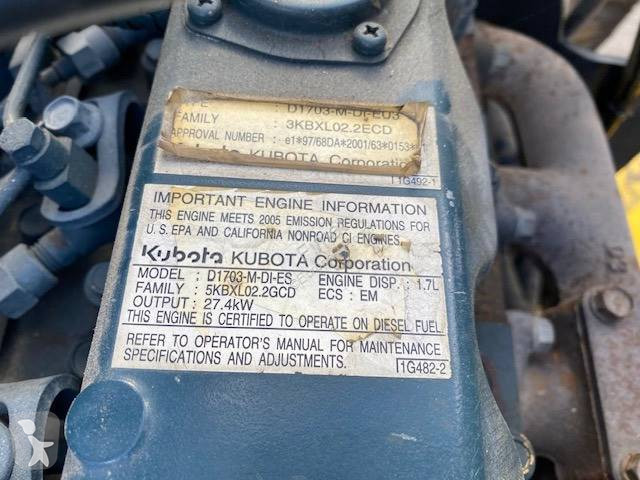 : D1703-M-DI-EU3
FAMILY : 3KBXL02.2ECD
APPROVAL NUMBER : e1*97/68DA*2001/63*0153*
KUBOTA Corporation
1G492-1
IMPORTANT ENGINE INFORMATION
THIS ENGINE MEETS 2005 EMISSION REGULATIONS FOR
U.S. EPA AND CALIFORNIA NONROAD CI ENGINES.
Kubota KUBOTA Corporation
MODEL : D1703-M-DI-ES ENGINE DISP. : 1.7L
FAMILY : 5KBXL02.2GCD ECS : EM
OUTPUT : 27.4kW
THIS ENGINE IS CERTIFIED TO OPERATE ON DIESEL FUEL
REFER TO OPERATOR'S MANUAL FOR MAINTENANCE
SPECIFICATIONS AND ADJUSTMENTS.
1G482-2